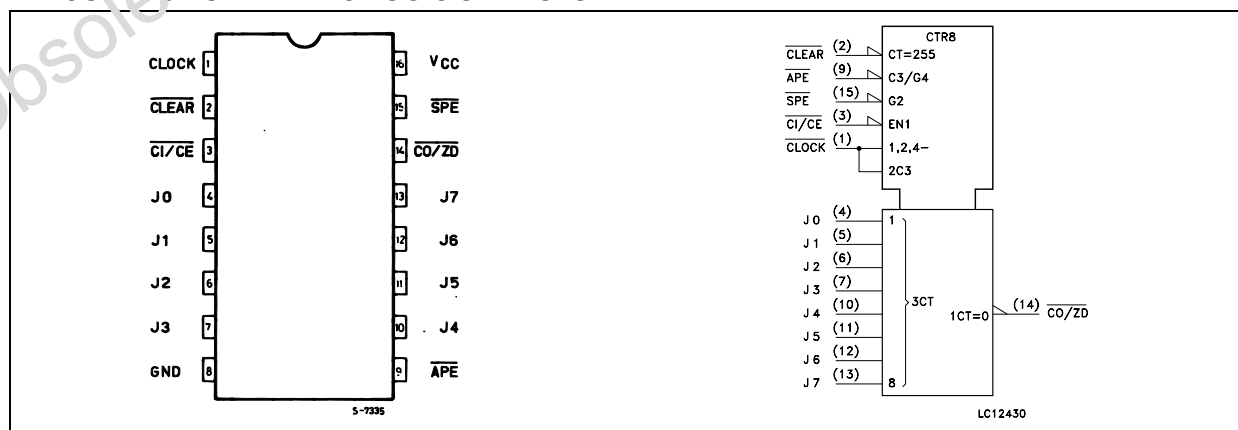 obsole
CLOCK 1 16 VCC
CLEAR 2 15 SPE
CI/CE 3 14 CO/ZD
J0 4 13 J7
J1 5 12 J6
J2 6 11 J5
J3 7 10 J4
GND 8 9 APE
S-7335
CTR8
CLEAR (2) CT=255
APE (9) C3/G4
SPE (15) G2
CI/CE (3) EN1
CLOCK (1) 1,2,4–
2C3
J0 (4) 1
J1 (5)
J2 (6)
J3 (7) 3CT
J4 (10) 1CT=0 (14) CO/ZD
J5 (11)
J6 (12)
J7 (13) 8
LC12430